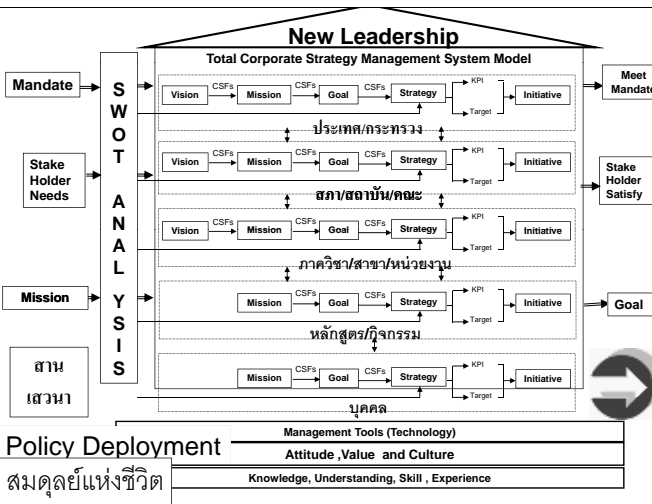 New Leadership
Total Corporate Strategy Management System Model
Mandate
Stake
Holder
Needs
Mission
สาน
เสวนา
SWOT ANALYSIS
Vision CSFs Mission CSFs Goal CSFs Strategy KPI Target Initiative
ประเทศ/กระทรวง
Vision CSFs Mission CSFs Goal CSFs Strategy KPI Target Initiative
สภา/สถาบัน/คณะ
Vision CSFs Mission CSFs Goal CSFs Strategy KPI Target Initiative
ภาควิชา/สาขา/หน่วยงาน
Mission CSFs Goal CSFs Strategy KPI Target Initiative
หลักสูตร/กิจกรรม
Mission CSFs Goal CSFs Strategy KPI Target Initiative
บุคคล
Meet
Mandate
Stake
Holder
Satisfy
Goal
Management Tools (Technology)
Attitude ,Value and Culture
Knowledge, Understanding, Skill , Experience
Policy Deployment
สมดุลย์แห่งชีวิต